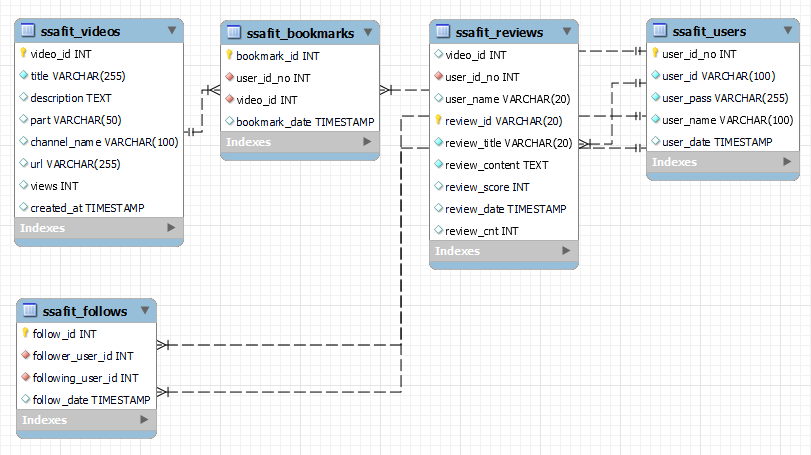 ssafit_videos
video_id INT
title VARCHAR(255)
description TEXT
part VARCHAR(50)
channel_name VARCHAR(100)
url VARCHAR(255)
views INT
created_at TIMESTAMP
Indexes
ssafit_bookmarks
bookmark_id INT
user_id_no INT
video_id INT
bookmark_date TIMESTAMP
Indexes
ssafit_reviews
video_id INT
user_id_no INT
user_name VARCHAR(20)
review_id VARCHAR(20)
review_title VARCHAR(20)
review_content TEXT
review_score INT
review_date TIMESTAMP
review_cnt INT
Indexes
ssafit_users
user_id_no INT
user_id VARCHAR(100)
user_pass VARCHAR(255)
user_name VARCHAR(100)
user_date TIMESTAMP
Indexes
ssafit_follows
follow_id INT
follower_user_id INT
following_user_id INT
follow_date TIMESTAMP
Indexes